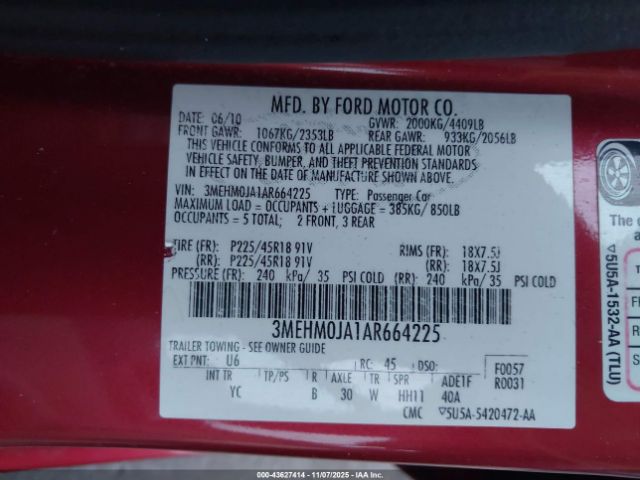 MFD. BY FORD MOTOR CO.
DATE: 06/10 GVWR: 2000KG/4409LB
FRONT GAWR: 1067KG/2353LB REAR GAWR: 933KG/2056LB
THIS VEHICLE CONFORMS TO ALL APPLICABLE FEDERAL MOTOR
VEHICLE SAFETY, BUMPER, AND THEFT PREVENTION STANDARDS
IN EFFECT ON THE DATE OF MANUFACTURE SHOWN ABOVE.
VIN: 3MEHM0JA1AR664225 TYPE: Passenger Car
MAXIMUM LOAD = OCCUPANTS + LUGGAGE = 385KG/850LB
OCCUPANTS = 5 TOTAL; 2 FRONT, 3 REAR
TIRE (FR): P225/45R18 91V RIMS (FR): 18X7.5J
(RR): P225/45R18 91V (RR): 18X7.5J
PRESSURE (FR): 240 kPa/ 35 PSI COLD (RR): 240 kPa/35 PSI COLD
3MEHM0JA1AR664225
TRAILER TOWING - SEE OWNER GUIDE
EXT PNT: U6 RC: 45 DSO: F0057
R0031
INT TR TP/PS R AXLE TR SPR ADE1F
YC B 30 W HH11 40A
CMC ▽5U5A-5420472-AA
The
▽5U5A-1532-AA (TLU)
© 43627414 | 11/07/2025 | IAAI.COM